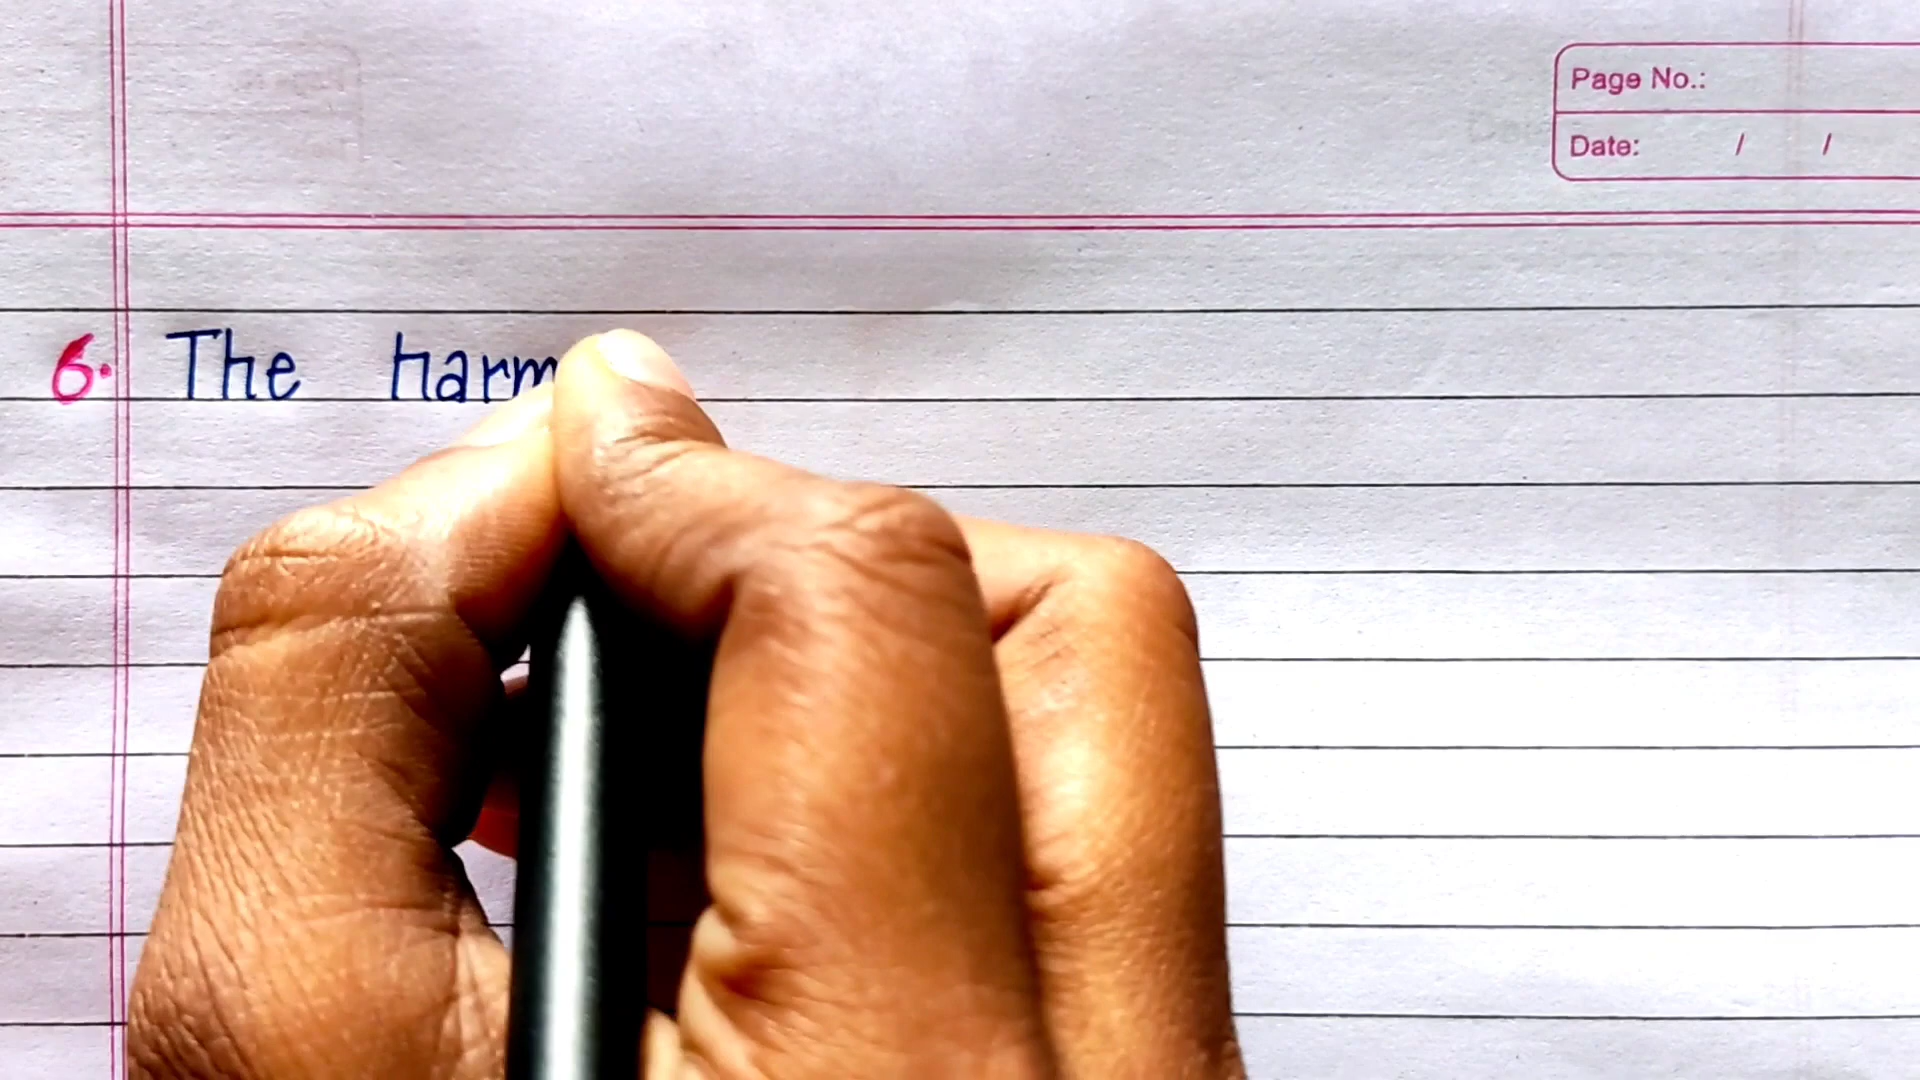 Page No.:
Date: / /
6. The harm